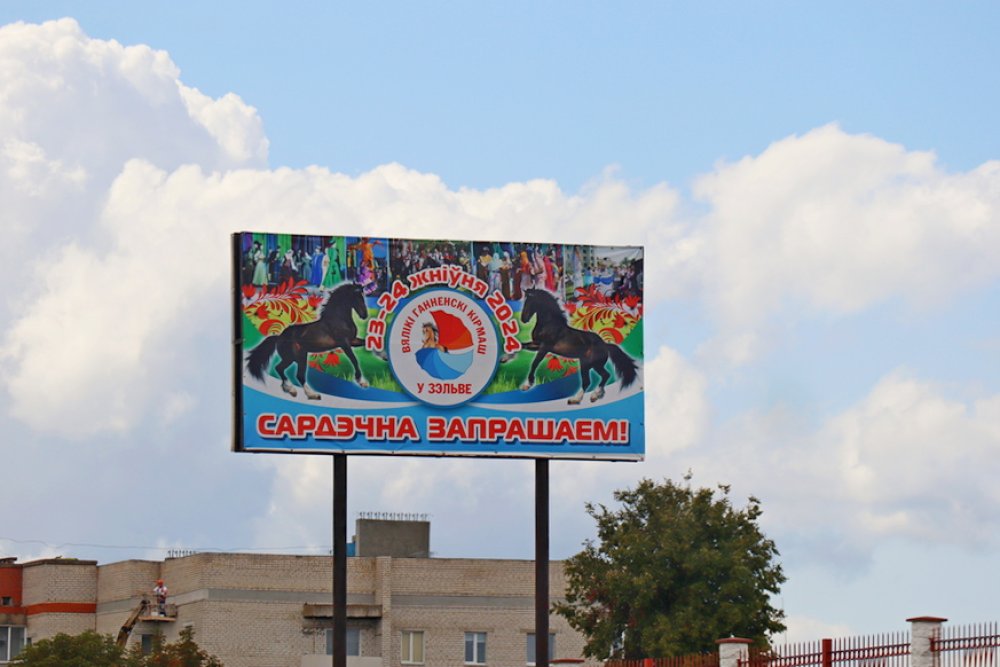 23-24 жніўня 2024
ВЯЛІКІ ГАННЕНСКІ КІРМАШ
У ЗЭЛЬВЕ
САРДЭЧНА ЗАПРАШАЕМ!